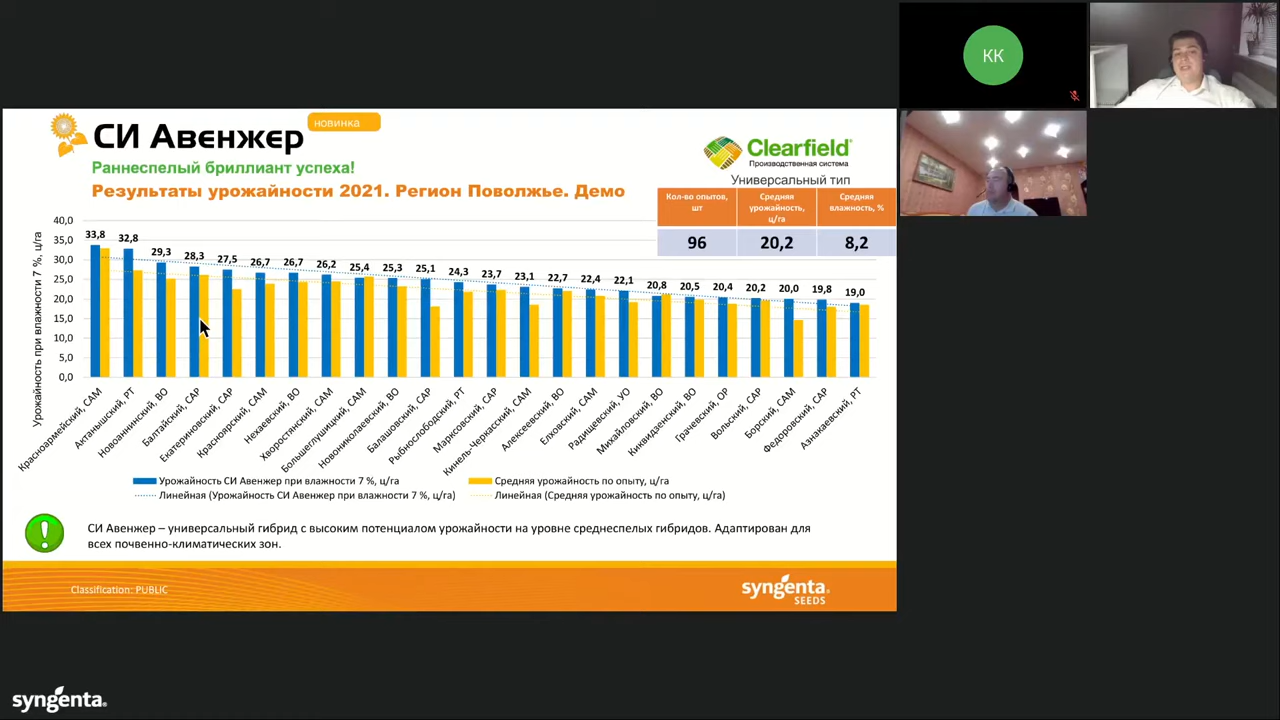 СИ Авенжер
новинка
Раннеспелый бриллиант успеха!
Результаты урожайности 2021. Регион Поволжье. Демо
Clearfield®
Производственная система
Универсальный тип
Кол-во опытов, шт
Средняя урожайность, ц/га
Средняя влажность, %
96
20,2
8,2
Урожайность при влажности 7 %, ц/га
40,0
35,0
30,0
25,0
20,0
15,0
10,0
5,0
0,0
33,8
32,8
29,3
28,3
27,5
26,7
26,7
26,2
25,4
25,3
25,1
24,3
23,7
23,1
22,7
22,4
22,1
20,8
20,5
20,4
20,2
20,0
19,8
19,0
Красноармейский, САМ
Актанышский, РТ
Новоаннинский, ВО
Балтайский, САР
Екатериновский, САР
Красноярский, САМ
Нехаевский, ВО
Хворостянский, САМ
Большеглушицкий, САМ
Новониколаевский, ВО
Балашовский, САР
Рыбнослободский, РТ
Марксовский, САР
Кинель-Черкасский, САМ
Алексеевский, ВО
Елховский, САМ
Радищевский, УО
Михайловский, ВО
Киквидзенский, ВО
Грачевский, ОР
Вольский, САР
Борский, САМ
Федоровский, САР
Азнакаевский, РТ
Урожайность СИ Авенжер при влажности 7 %, ц/га
Средняя урожайность по опыту, ц/га
Линейная (Урожайность СИ Авенжер при влажности 7 %, ц/га)
Линейная (Средняя урожайность по опыту, ц/га)
СИ Авенжер – универсальный гибрид с высоким потенциалом урожайности на уровне среднеспелых гибридов. Адаптирован для
всех почвенно-климатических зон.
Classification: PUBLIC
syngenta®
SEEDS
KK
syngenta®